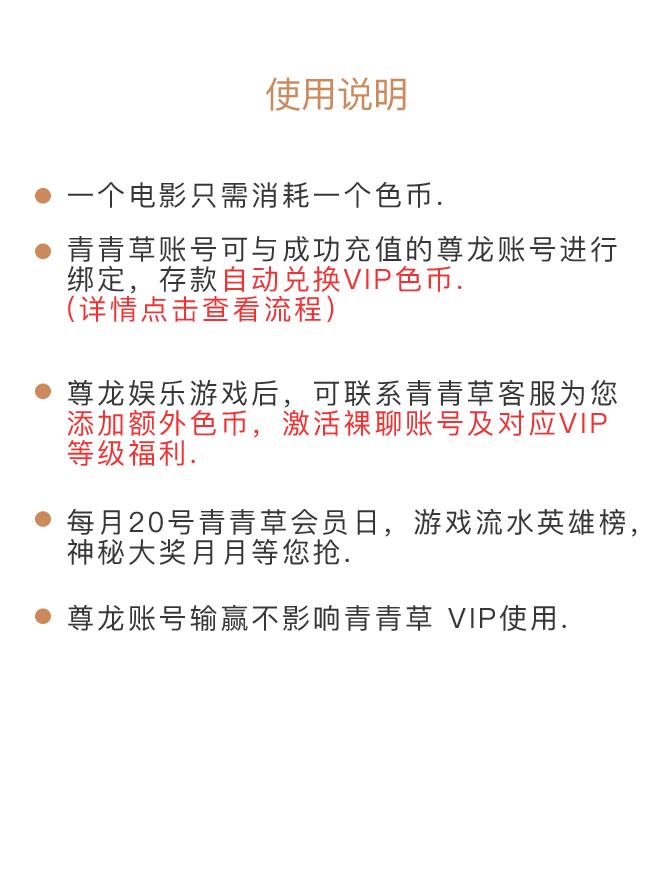 使用说明
一个电影只需消耗一个色币.
青青草账号可与成功充值的尊龙账号进行
绑定，存款自动兑换VIP色币.
(详情点击查看流程)
尊龙娱乐游戏后，可联系青青草客服为您
添加额外色币，激活裸聊账号及对应VIP
等级福利.
每月20号青青草会员日，游戏流水英雄榜，
神秘大奖月月等您抢.
尊龙账号输赢不影响青青草 VIP使用.